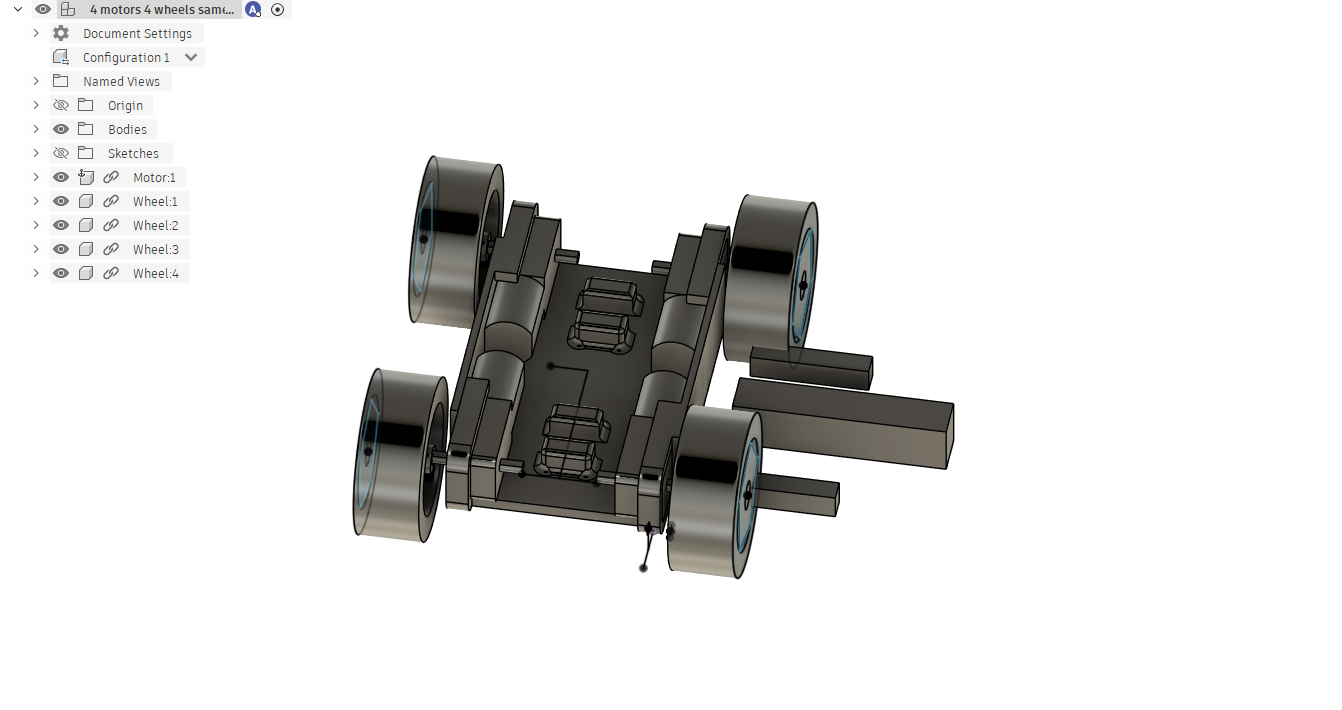 4 motors 4 wheels same...
A
Document Settings
Configuration 1
Named Views
Origin
Bodies
Sketches
Motor:1
Wheel:1
Wheel:2
Wheel:3
Wheel:4